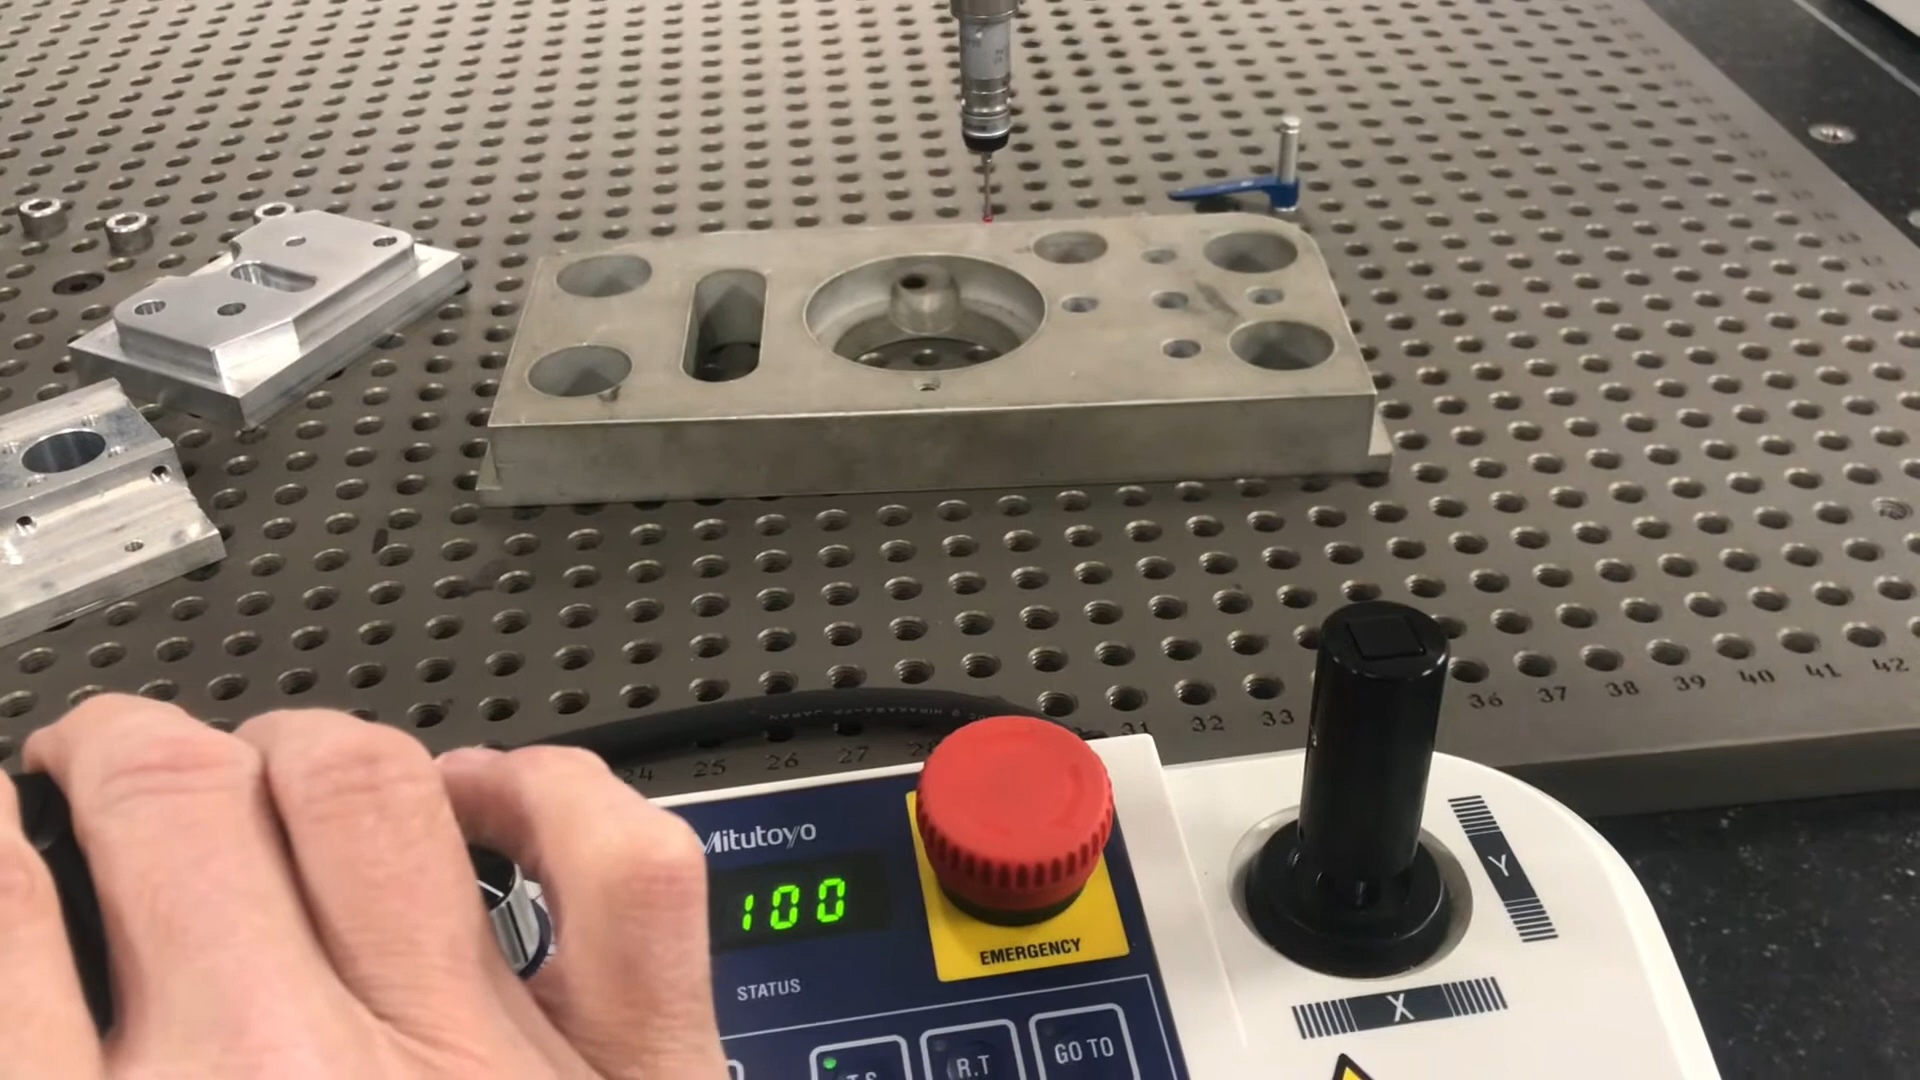 36 37 38 39 40 41 42
31 32 33
24 25 26 27 28
Mitutoyo
100
EMERGENCY
STATUS
Y
X
R.T
GO TO